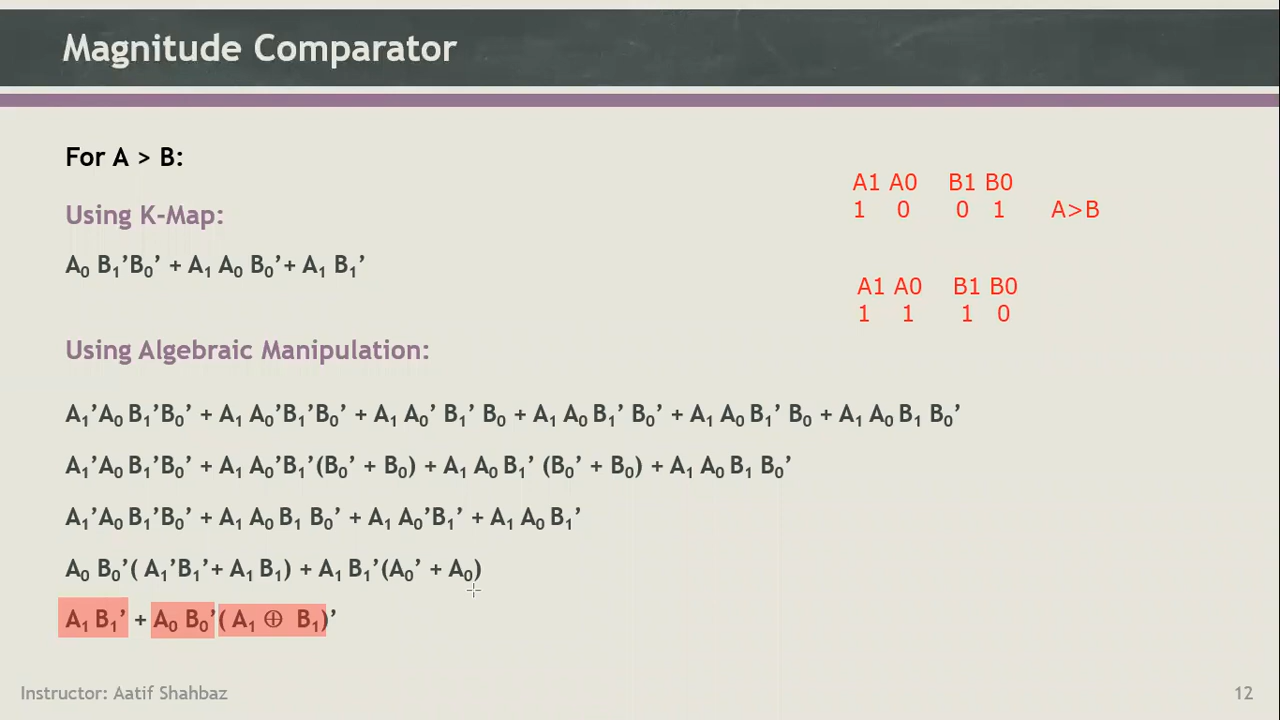 Magnitude Comparator
For A > B:
A1 A0 B1 B0
1 0 0 1 A>B
Using K-Map:
A₀ B₁’B₀’ + A₁ A₀ B₀’+ A₁ B₁’
A1 A0 B1 B0
1 1 1 0
Using Algebraic Manipulation:
A₁’A₀ B₁’B₀’ + A₁ A₀’B₁’B₀’ + A₁ A₀’ B₁’ B₀ + A₁ A₀ B₁’ B₀’ + A₁ A₀ B₁’ B₀ + A₁ A₀ B₁ B₀’
A₁’A₀ B₁’B₀’ + A₁ A₀’B₁’(B₀’ + B₀) + A₁ A₀ B₁’ (B₀’ + B₀) + A₁ A₀ B₁ B₀’
A₁’A₀ B₁’B₀’ + A₁ A₀ B₁ B₀’ + A₁ A₀’B₁’ + A₁ A₀ B₁’
A₀ B₀’( A₁’B₁’+ A₁ B₁) + A₁ B₁’(A₀’ + A₀)
A₁ B₁’ + A₀ B₀’( A₁ ⊕ B₁)’
Instructor: Aatif Shahbaz
12